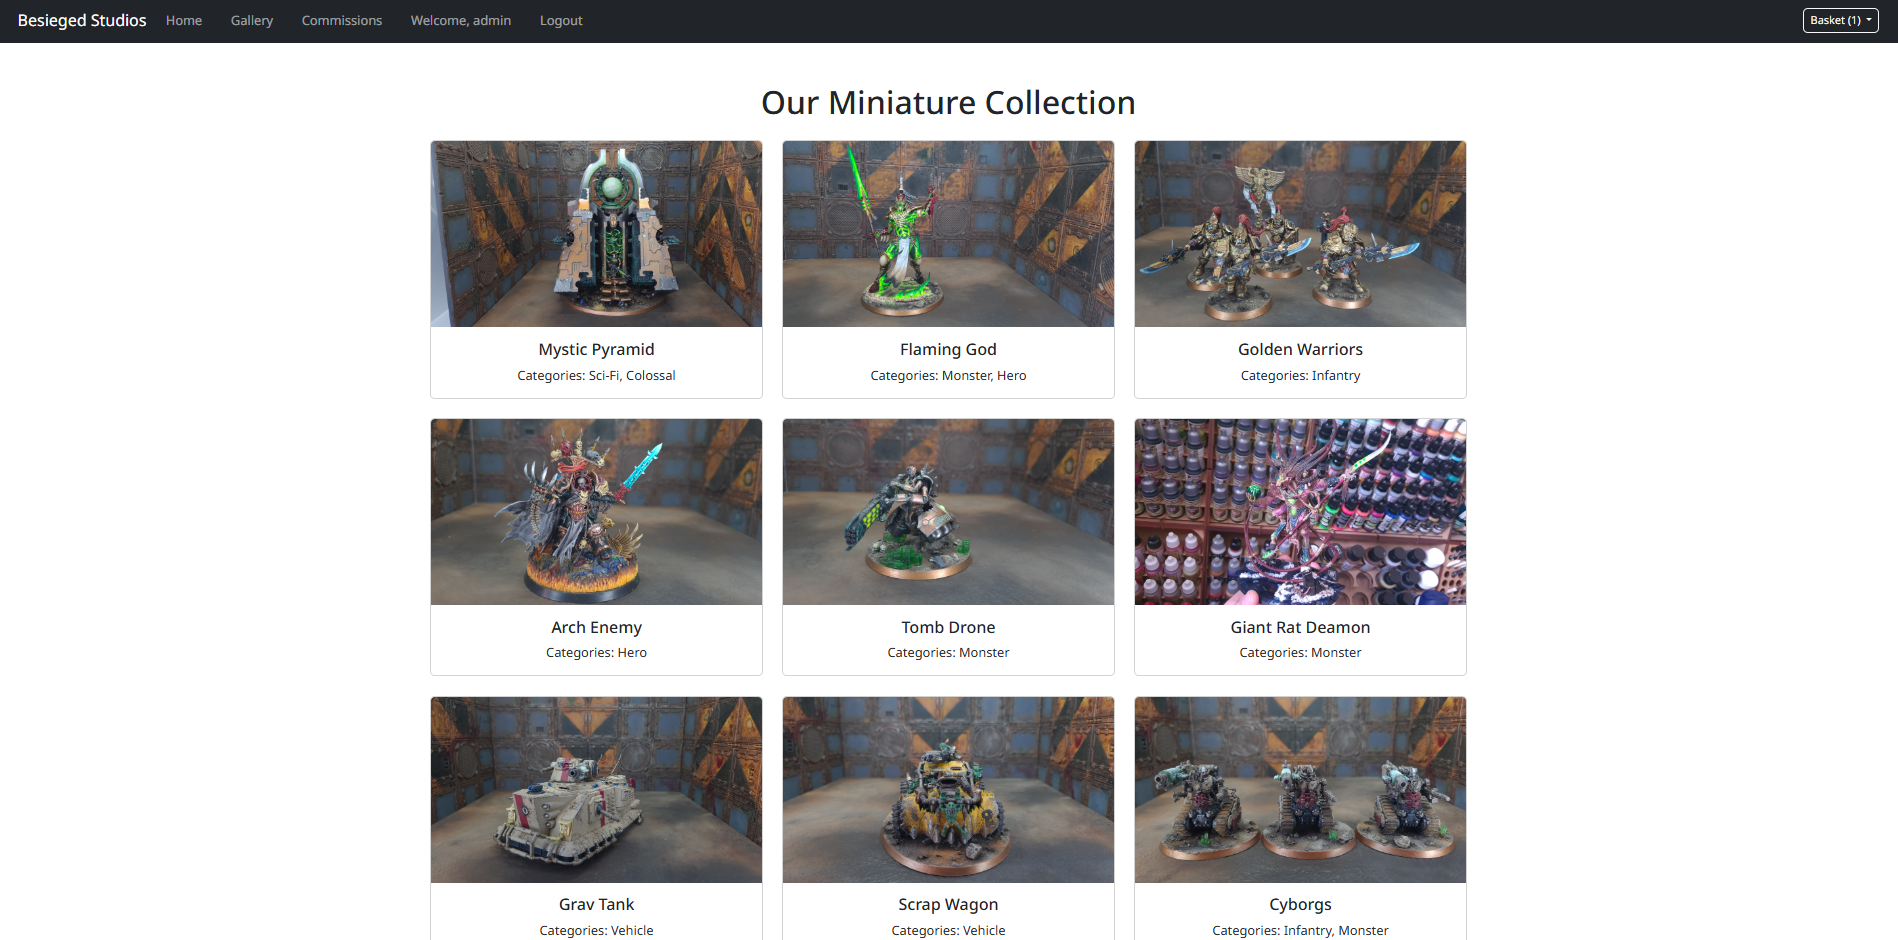 Besieged Studios Home Gallery Commissions Welcome, admin Logout Basket (1)
Our Miniature Collection
Mystic Pyramid
Categories: Sci-Fi, Colossal
Flaming God
Categories: Monster, Hero
Golden Warriors
Categories: Infantry
Arch Enemy
Categories: Hero
Tomb Drone
Categories: Monster
Giant Rat Deamon
Categories: Monster
Grav Tank
Categories: Vehicle
Scrap Wagon
Categories: Vehicle
Cyborgs
Categories: Infantry, Monster